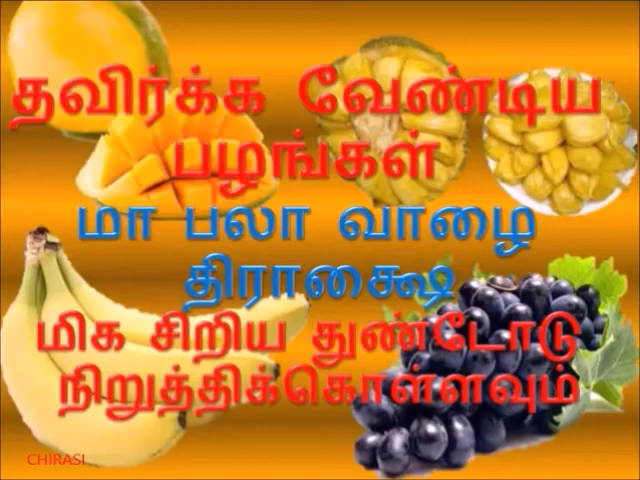 தவிர்க்க வேண்டிய
பழங்கள்
மா பலா வாழை
திராக்ஷை
மிக சிறிய துண்டோடு
நிறுத்திக்கொள்ளவும்
CHIRASI